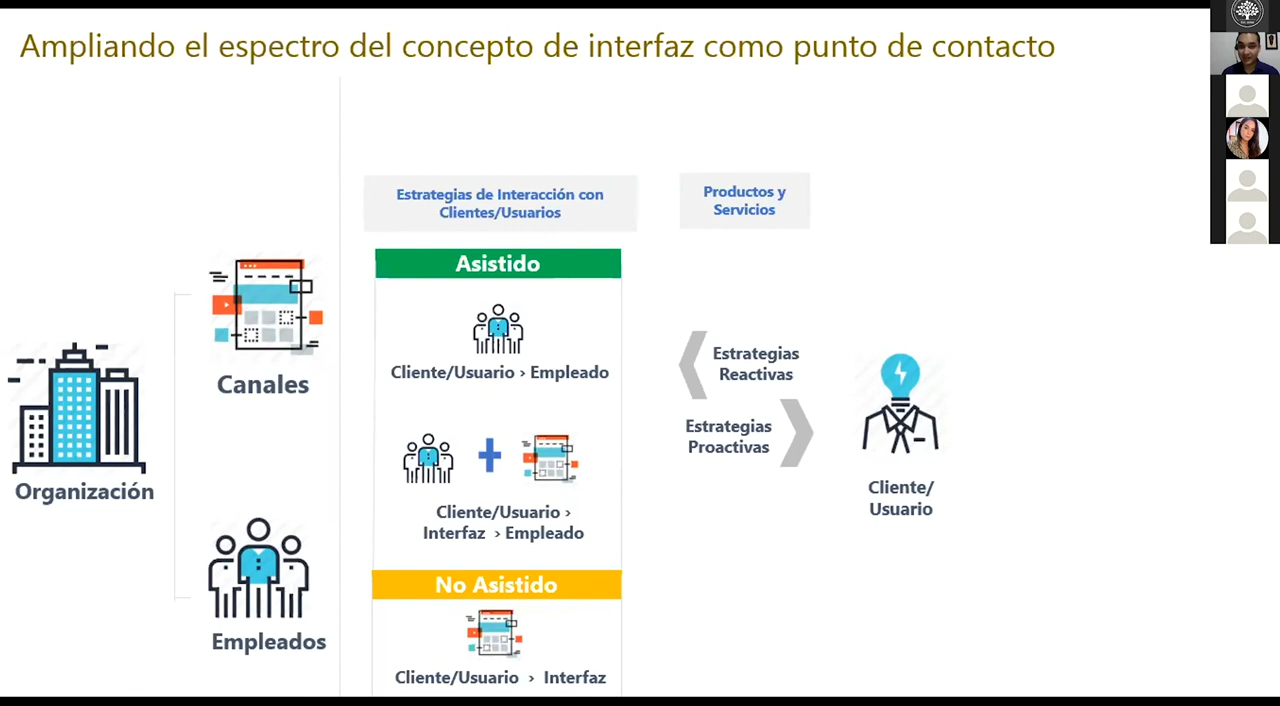 Ampliando el espectro del concepto de interfaz como punto de contacto
Estrategias de Interacción con
Clientes/Usuarios
Productos y
Servicios
Asistido
Cliente/Usuario › Empleado
Canales
Organización
Estrategias
Reactivas
Estrategias
Proactivas
Cliente/
Usuario
Cliente/Usuario ›
Interfaz › Empleado
No Asistido
Empleados
Cliente/Usuario › Interfaz